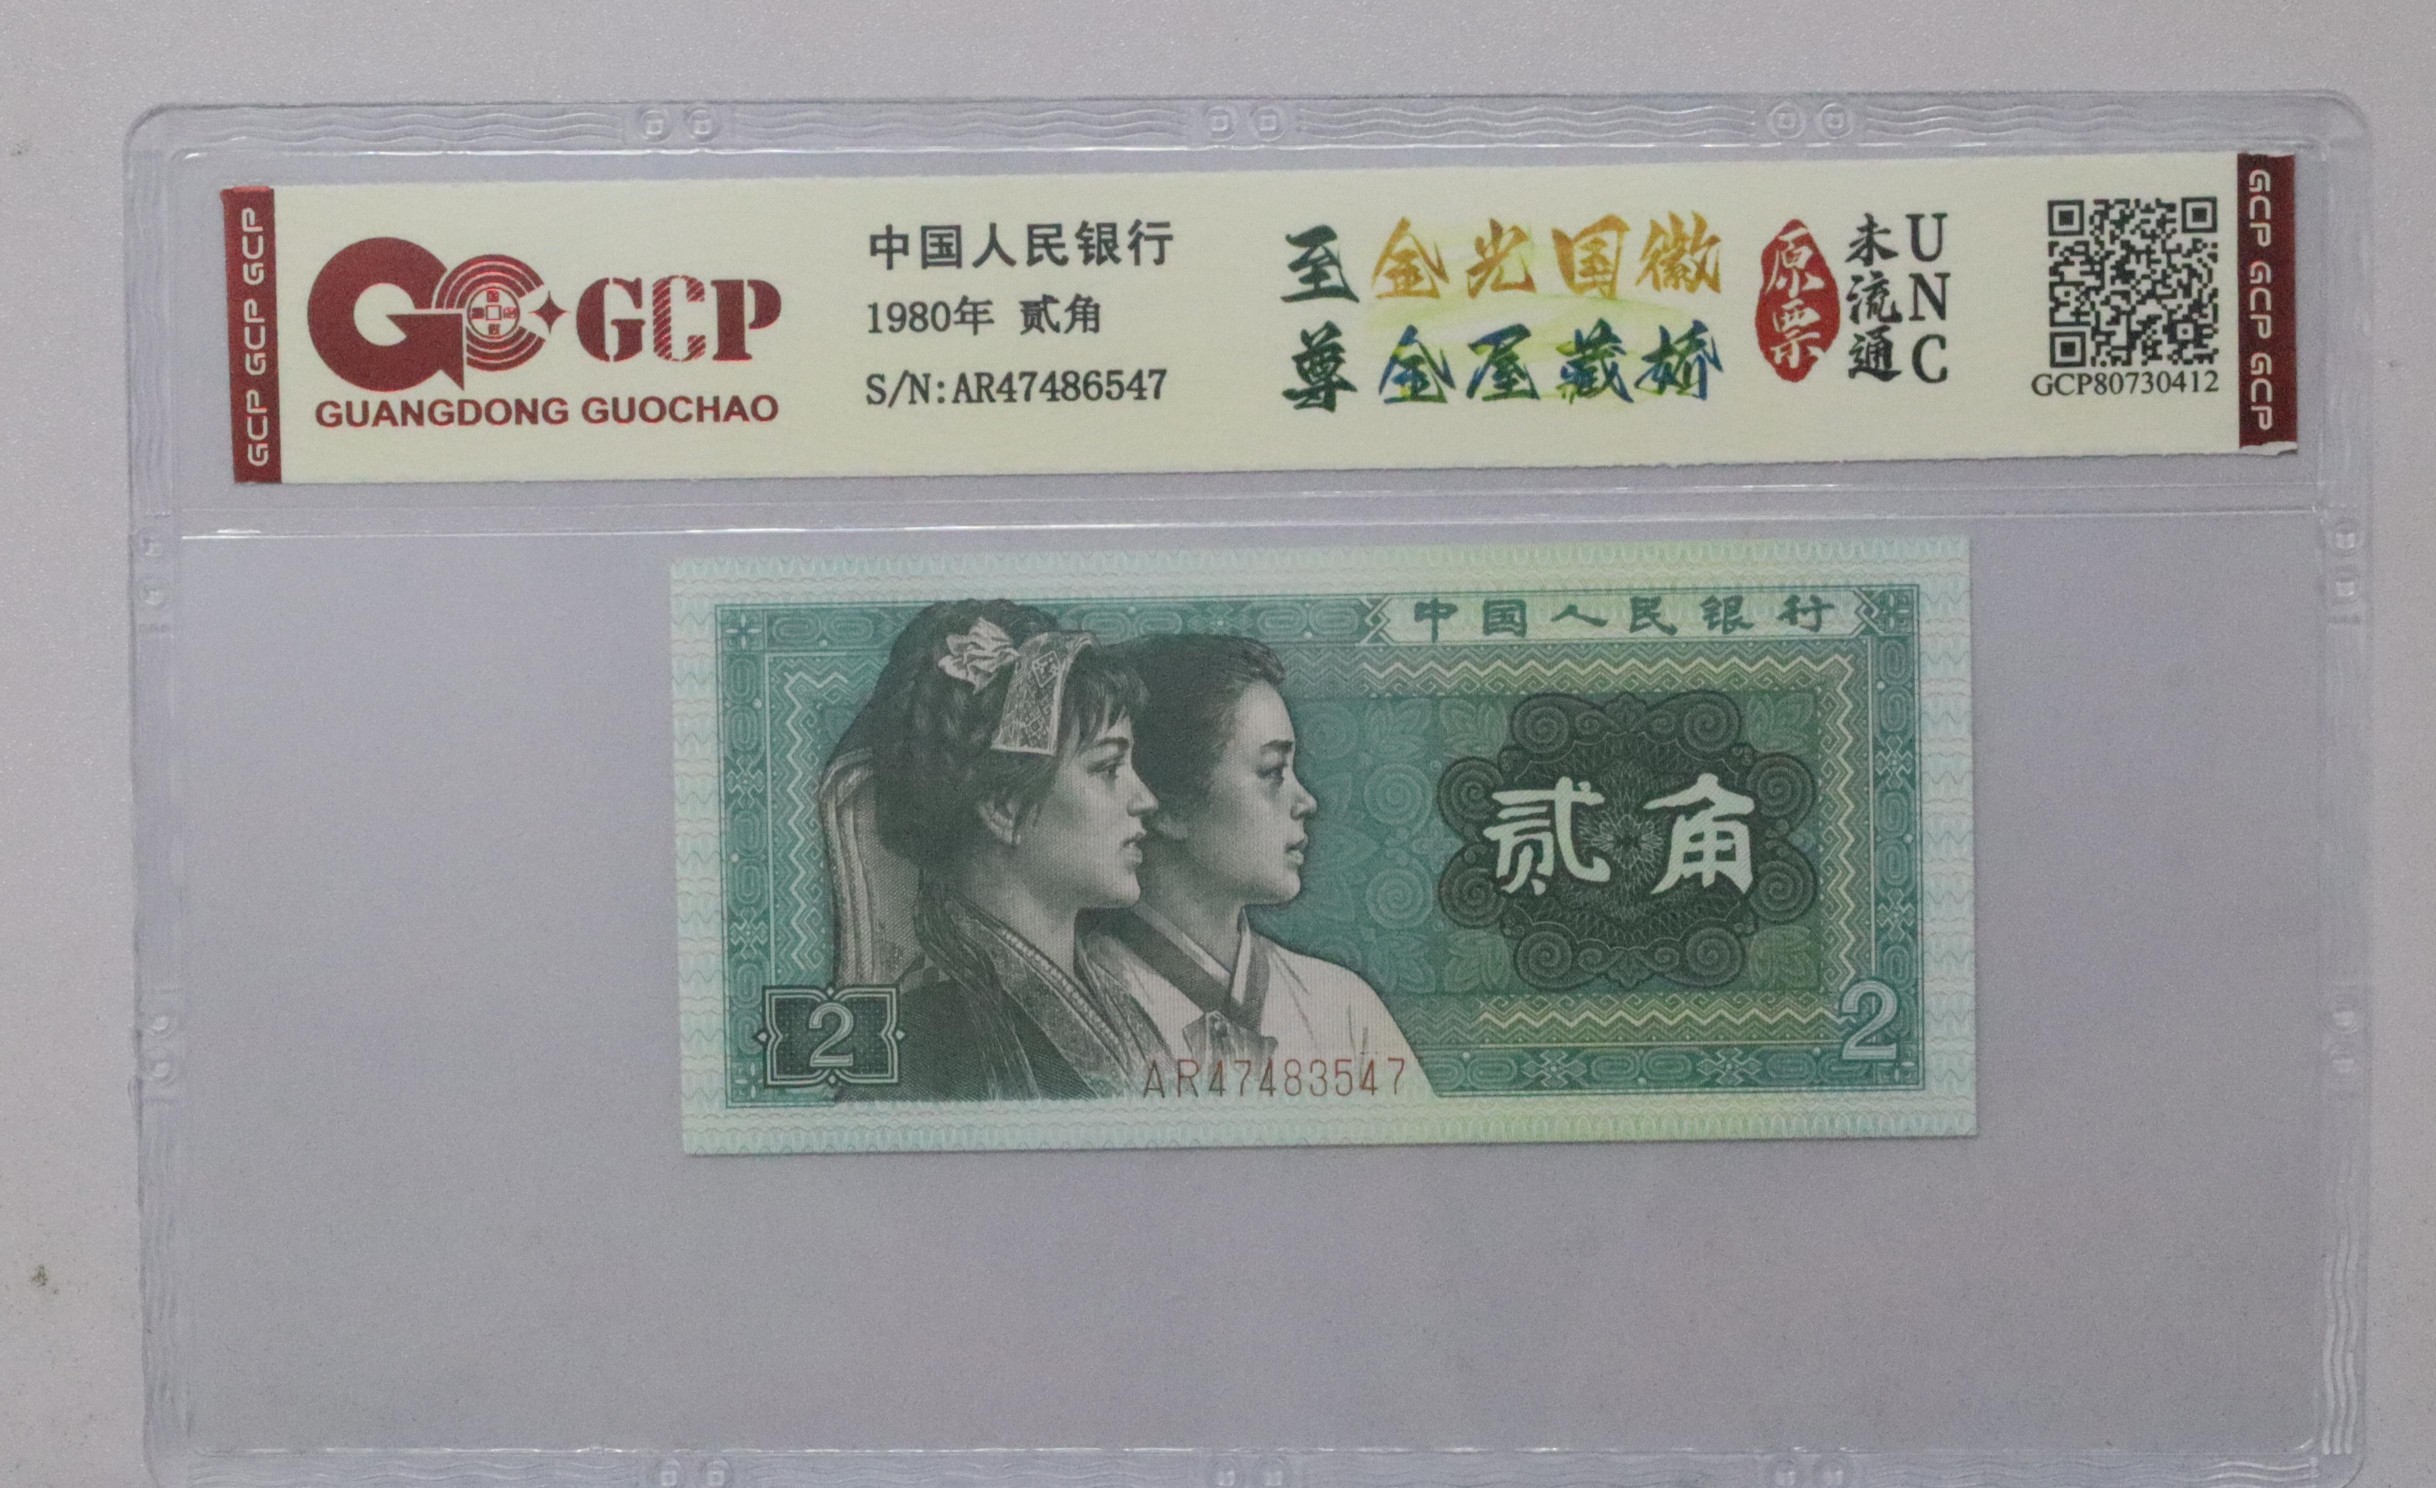 GCP GCP GCP
GCP
GUANGDONG GUOCHAO
中国人民银行
1980年 贰角
S/N:AR47486547
至尊
金光国徽
金屋藏娇
原票
未流通
UNC
GCP80730412
GCP GCP GCP
中国人民银行
贰角
2
2
AR47483547